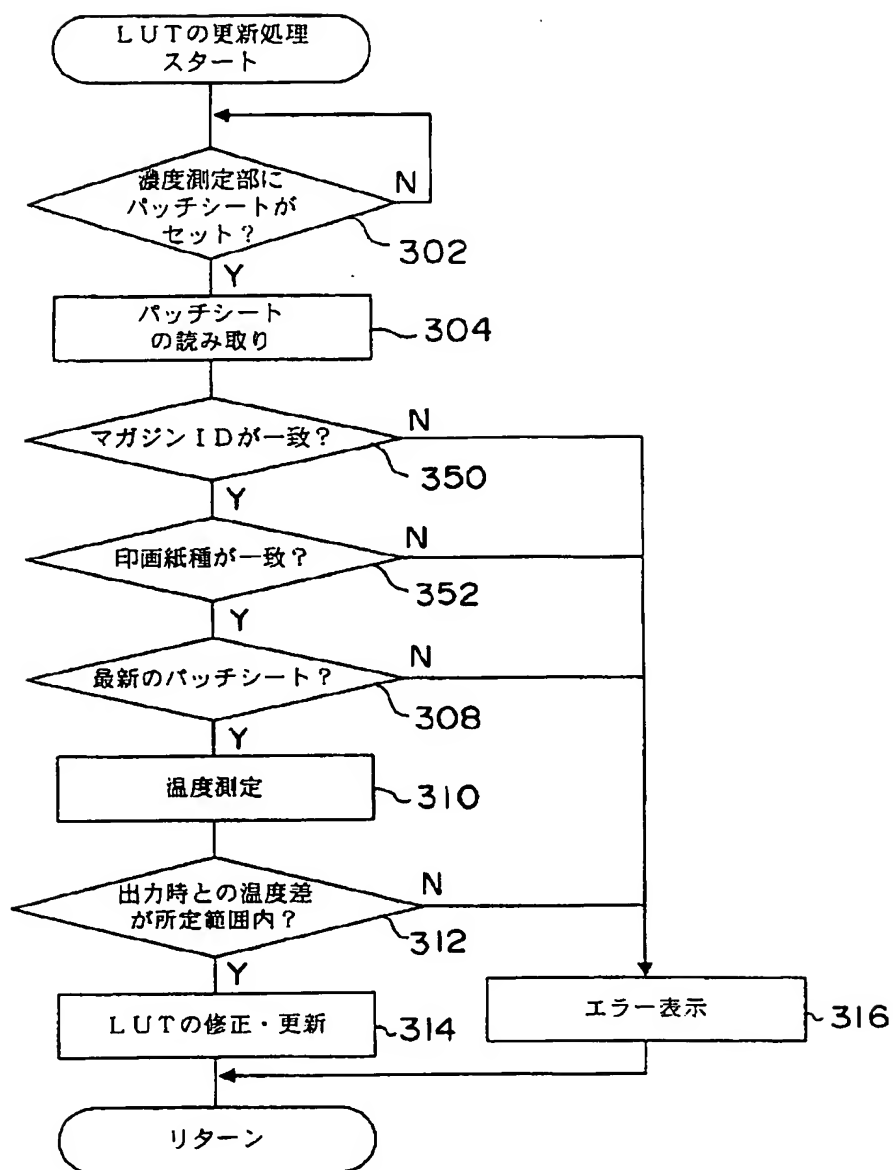 LUTの更新処理
スタート
濃度測定部に
パッチシートが
セット?
N
302
Y
パッチシート
の読み取り
304
マガジンIDが一致?
N
350
Y
印画紙種が一致?
N
352
Y
最新のパッチシート?
N
308
Y
温度測定
310
出力時との温度差
が所定範囲内?
N
312
Y
LUTの修正・更新
314
エラー表示
316
リターン